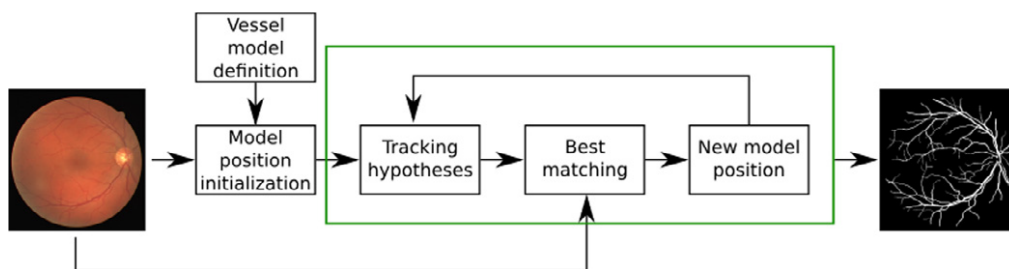 Vessel
model
definition
Model
position
initialization
Tracking
hypotheses
Best
matching
New model
position